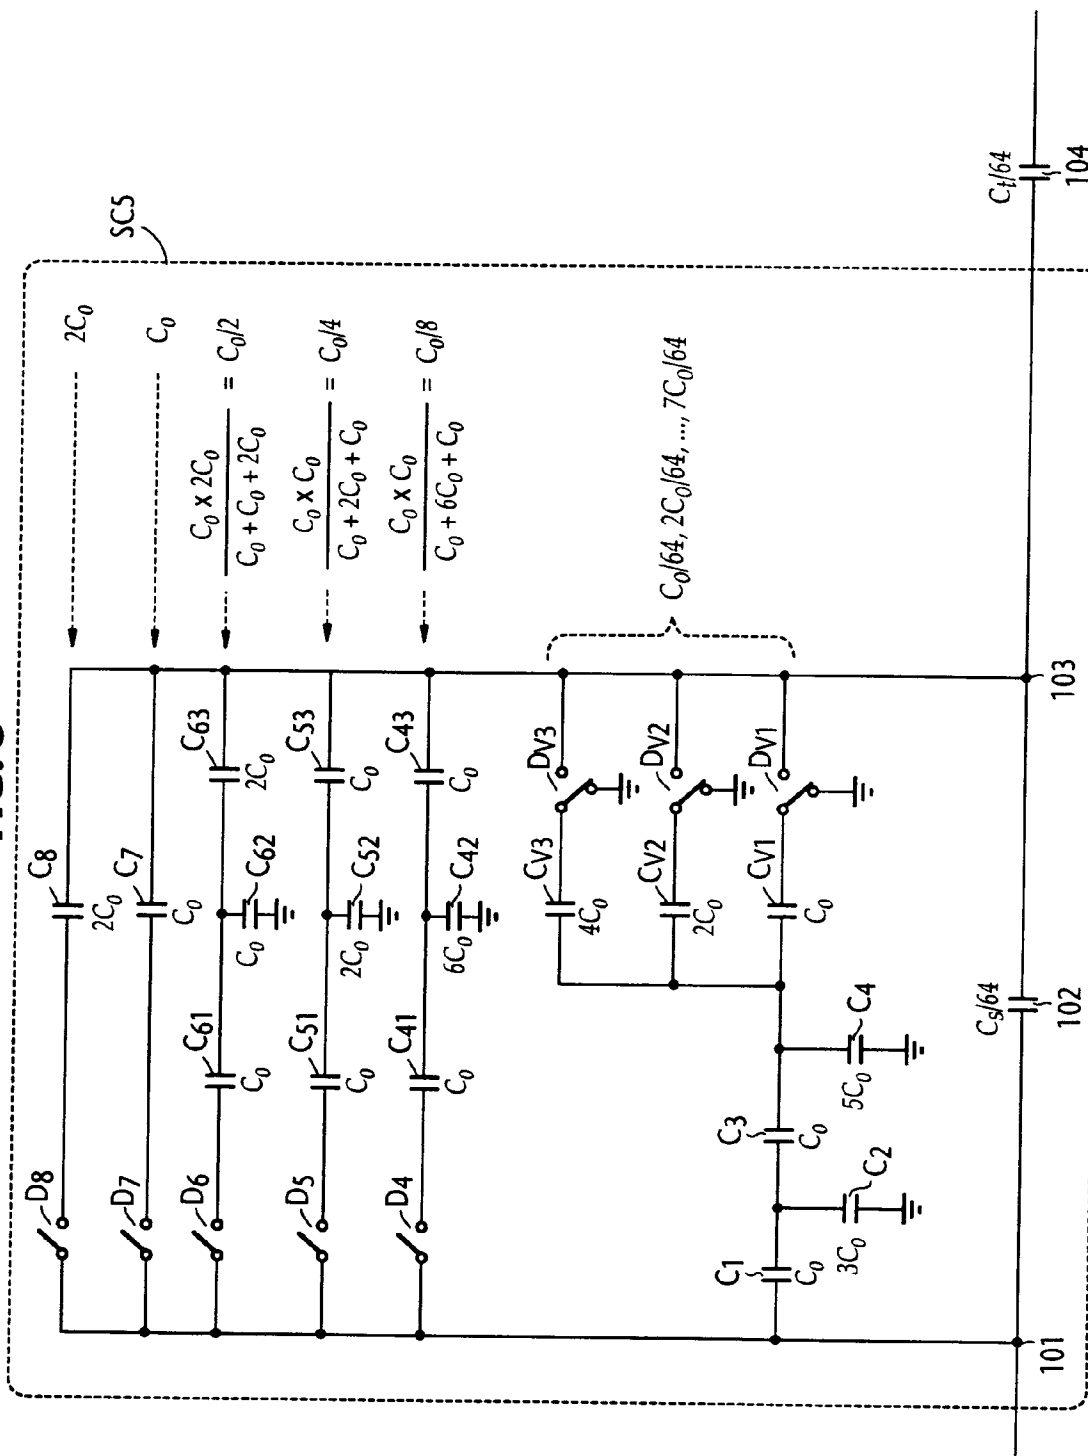 SC5
D8
C8
2C0
2C0
D7
C7
C0
C0
D6
C61
C0
C62
C0
C63
2C0
C0 x 2C0
C0 + C0 + 2C0
= C0/2
D5
C51
C0
C52
2C0
C53
C0
C0 x C0
C0 + 2C0 + C0
= C0/4
D4
C41
C0
C42
6C0
C43
C0
C0 x C0
C0 + 6C0 + C0
= C0/8
CV3
4C0
DV3
CV2
2C0
DV2
CV1
C0
DV1
C0/64, 2C0/64, ..., 7C0/64
C1
C0
C2
3C0
C3
C0
C4
5C0
101
Cs/64
102
103
Ct/64
104